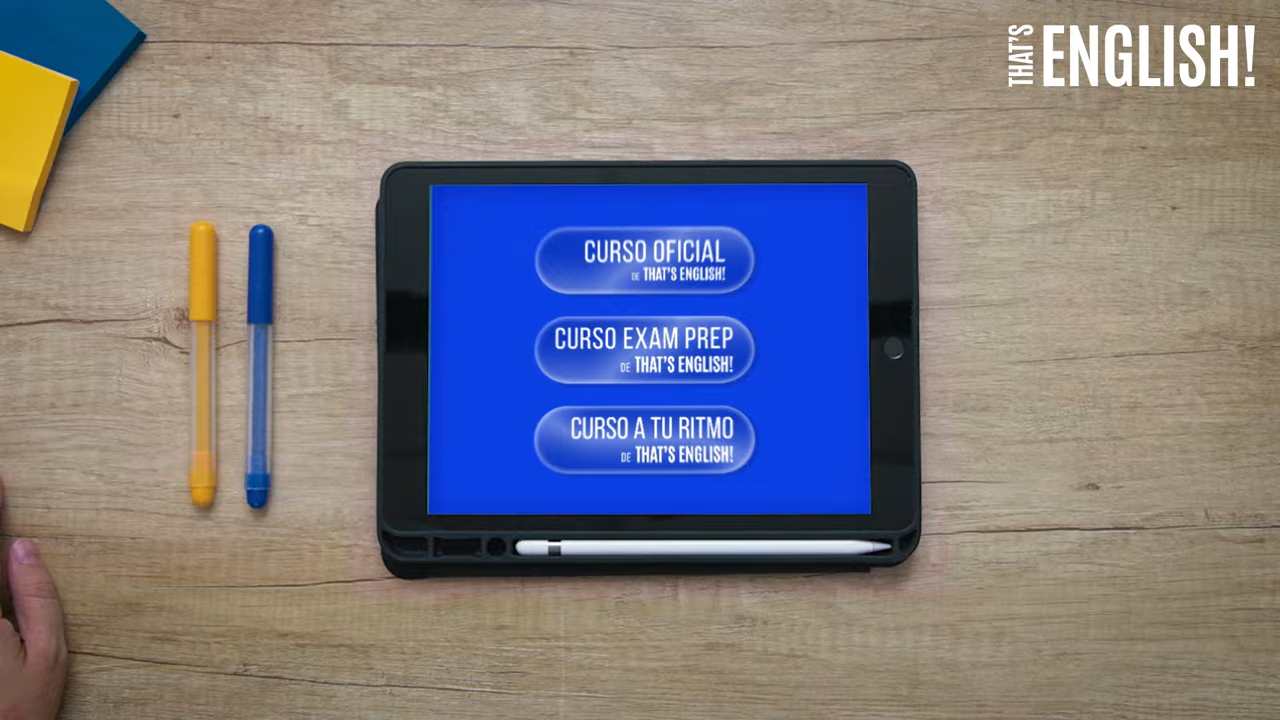 THAT'S ENGLISH!
CURSO OFICIAL
DE THAT'S ENGLISH!
CURSO EXAM PREP
DE THAT'S ENGLISH!
CURSO A TU RITMO
DE THAT'S ENGLISH!